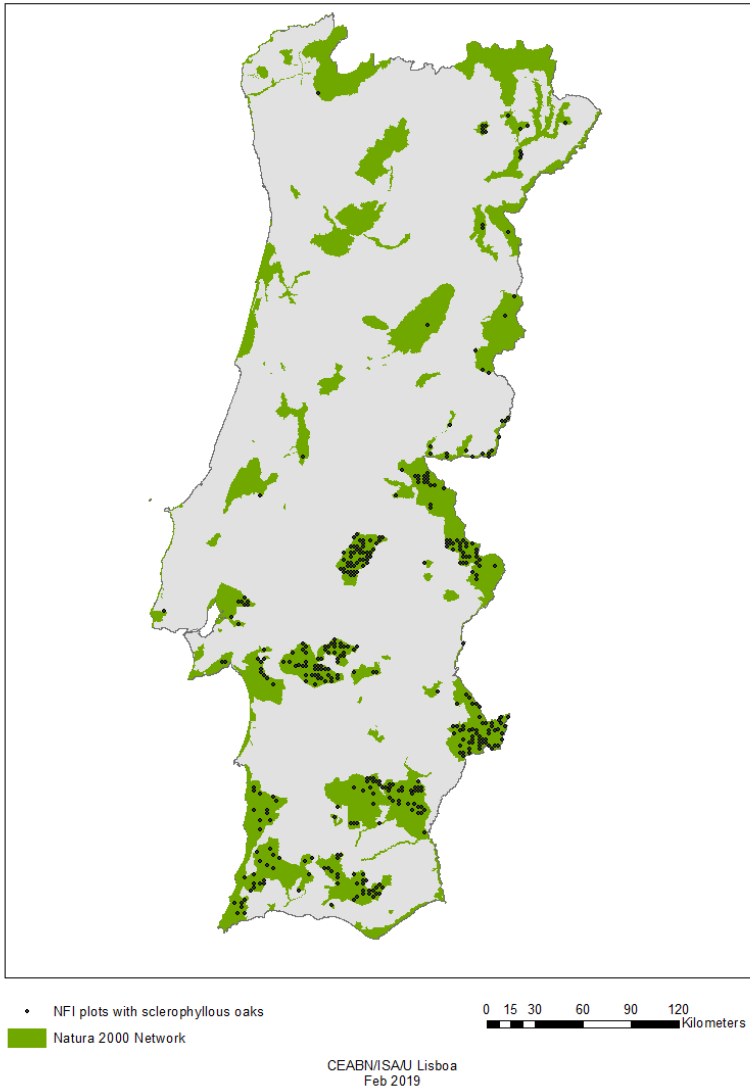 NFI plots with sclerophyllous oaks
Natura 2000 Network
0 15 30 60 90 120
Kilometers
CEABN/ISA/U Lisboa
Feb 2019